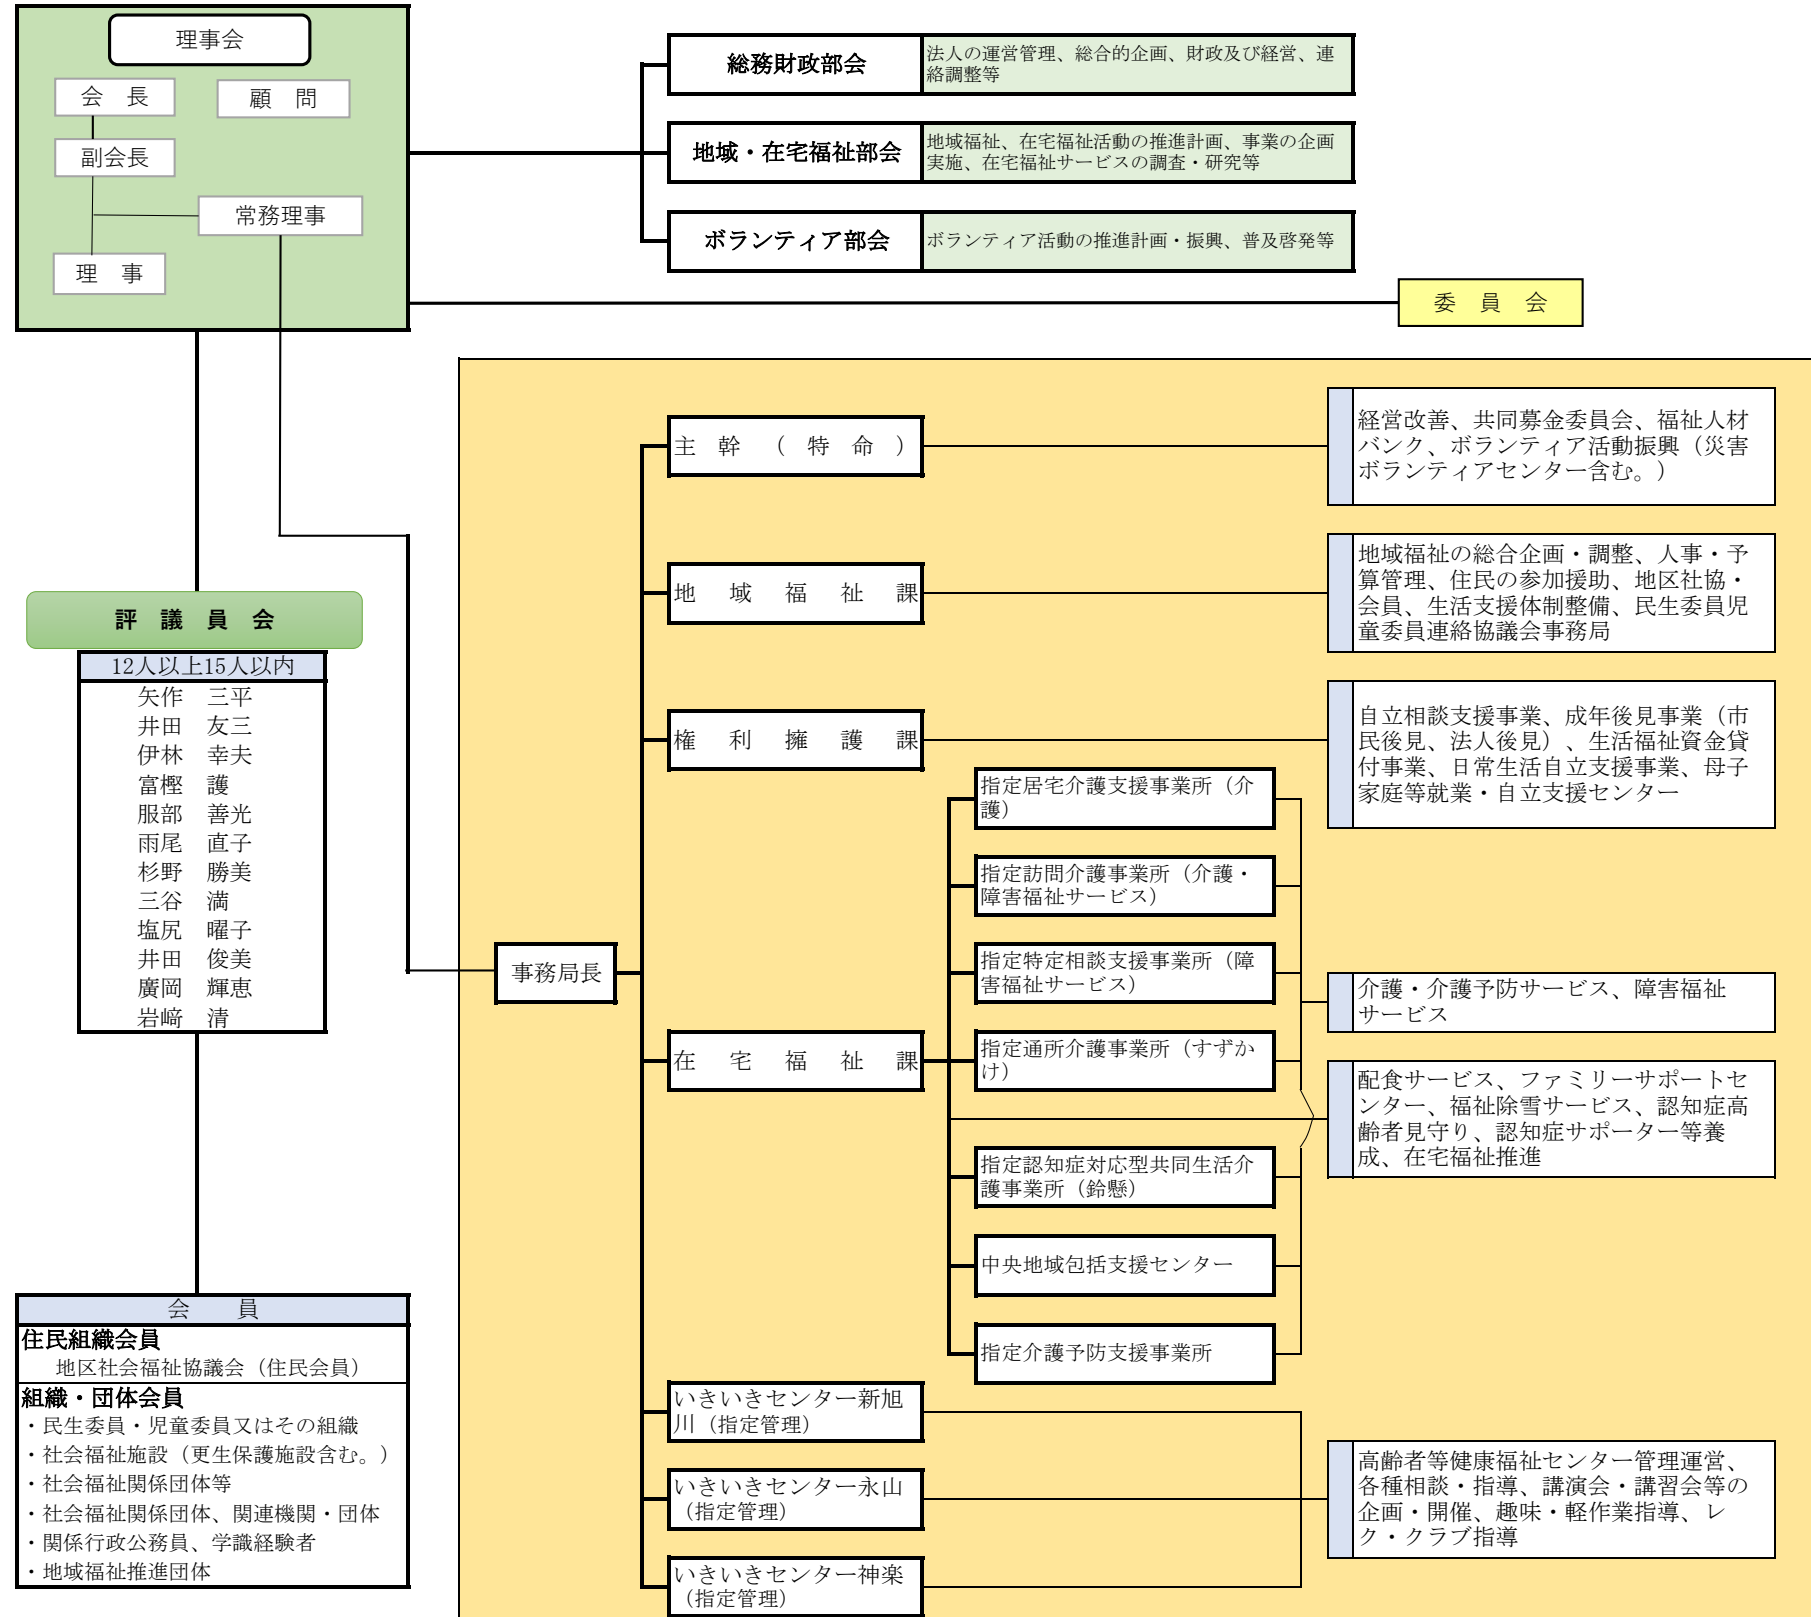 理事会
会　長
顧　問
副会長
常務理事
理　事
総務財政部会
法人の運営管理、総合的企画、財政及び経営、連
絡調整等
地域・在宅福祉部会
地域福祉、在宅福祉活動の推進計画、事業の企画
実施、在宅福祉サービスの調査・研究等
ボランティア部会
ボランティア活動の推進計画・振興、普及啓発等
委　員　会
評　議　員　会
12人以上15人以内
矢作　三平
井田　友三
伊林　幸夫
富樫　護
服部　善光
雨尾　直子
杉野　勝美
三谷　満
塩尻　曜子
井田　俊美
廣岡　輝恵
岩﨑　清
会　　員
住民組織会員
地区社会福祉協議会（住民会員）
組織・団体会員
・民生委員・児童委員又はその組織
・社会福祉施設（更生保護施設含む。）
・社会福祉関係団体等
・社会福祉関係団体、関連機関・団体
・関係行政公務員、学識経験者
・地域福祉推進団体
事務局長
主　幹　（　特　命　）
経営改善、共同募金委員会、福祉人材
バンク、ボランティア活動振興（災害
ボランティアセンター含む。）
地　域　福　祉　課
地域福祉の総合企画・調整、人事・予
算管理、住民の参加援助、地区社協・
会員、生活支援体制整備、民生委員児
童委員連絡協議会事務局
権　利　擁　護　課
自立相談支援事業、成年後見事業（市
民後見、法人後見）、生活福祉資金貸
付事業、日常生活自立支援事業、母子
家庭等就業・自立支援センター
在　宅　福　祉　課
指定居宅介護支援事業所（介
護）
指定訪問介護事業所（介護・
障害福祉サービス）
指定特定相談支援事業所（障
害福祉サービス）
指定通所介護事業所（すずか
け）
指定認知症対応型共同生活介
護事業所（鈴懸）
中央地域包括支援センター
指定介護予防支援事業所
介護・介護予防サービス、障害福祉
サービス
配食サービス、ファミリーサポートセ
ンター、福祉除雪サービス、認知症高
齢者見守り、認知症サポーター等養
成、在宅福祉推進
いきいきセンター新旭
川（指定管理）
いきいきセンター永山
（指定管理）
いきいきセンター神楽
（指定管理）
高齢者等健康福祉センター管理運営、
各種相談・指導、講演会・講習会等の
企画・開催、趣味・軽作業指導、レ
ク・クラブ指導